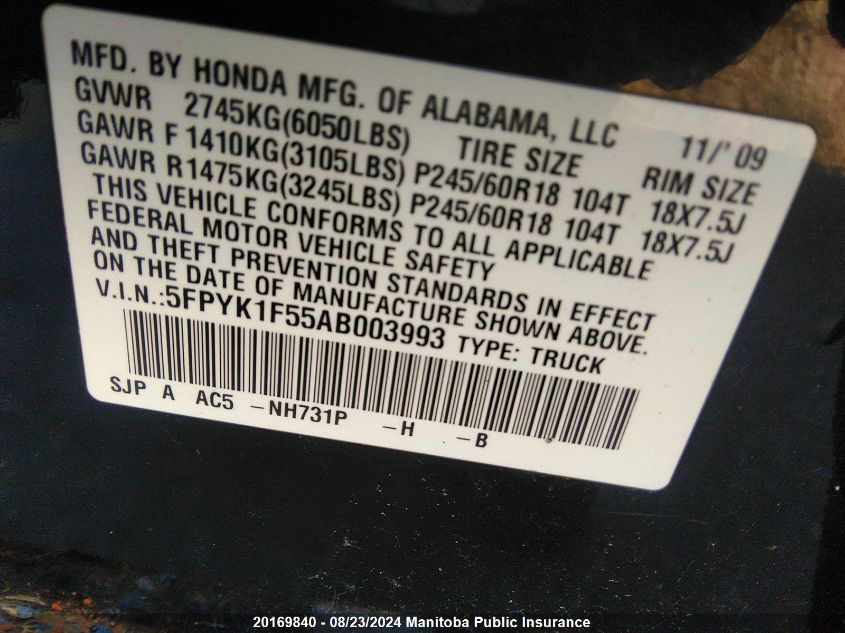 MFD. BY HONDA MFG. OF ALABAMA, LLC 11/'09
GVWR 2745KG(6050LBS) TIRE SIZE RIM SIZE
GAWR F 1410KG(3105LBS) P245/60R18 104T 18X7.5J
GAWR R 1475KG(3245LBS) P245/60R18 104T 18X7.5J
THIS VEHICLE CONFORMS TO ALL APPLICABLE
FEDERAL MOTOR VEHICLE SAFETY
AND THEFT PREVENTION STANDARDS IN EFFECT
ON THE DATE OF MANUFACTURE SHOWN ABOVE.
V.I.N.:5FPYK1F55AB003993 TYPE: TRUCK
SJP A AC5 -NH731P -H -B
20169840 - 08/23/2024 Manitoba Public Insurance